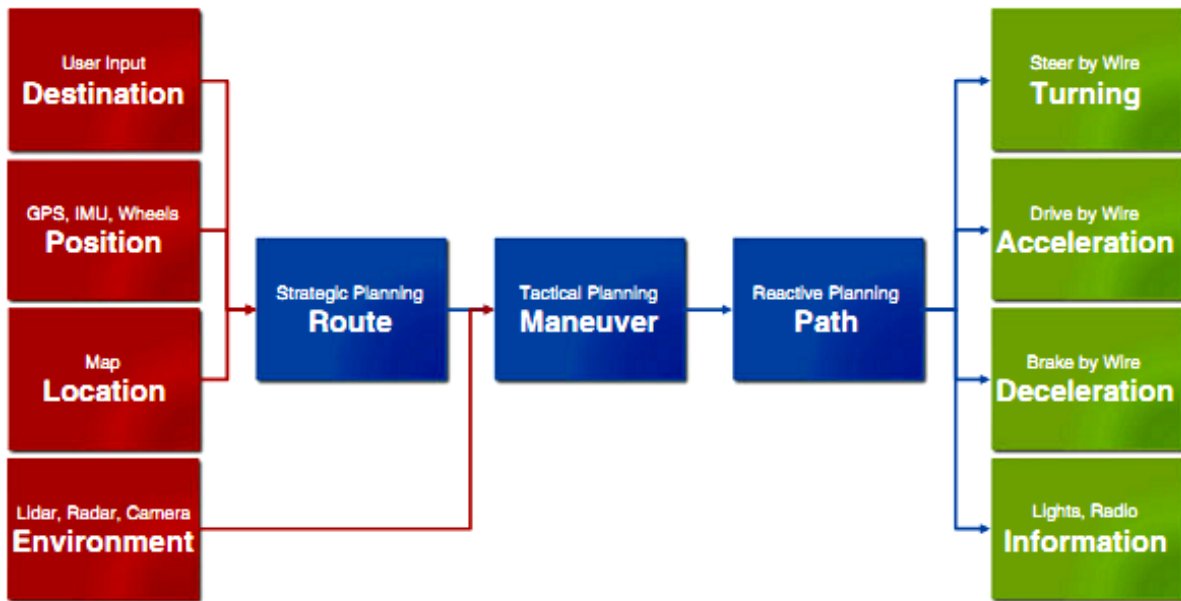 User Input
Destination
GPS, IMU, Wheels
Position
Map
Location
Lidar, Radar, Camera
Environment
Strategic Planning
Route
Tactical Planning
Maneuver
Reactive Planning
Path
Steer by Wire
Turning
Drive by Wire
Acceleration
Brake by Wire
Deceleration
Lights, Radio
Information